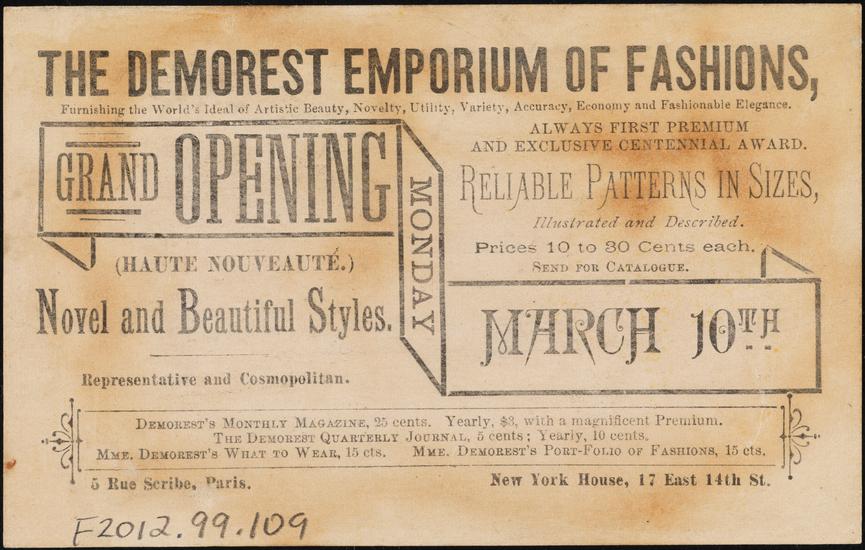 THE DEMOREST EMPORIUM OF FASHIONS,
Furnishing the World's Ideal of Artistic Beauty, Novelty, Utility, Variety, Accuracy, Economy and Fashionable Elegance.
GRAND OPENING
MONDAY
MARCH 10TH
(HAUTE NOUVEAUTÉ.)
Novel and Beautiful Styles.
Representative and Cosmopolitan.
ALWAYS FIRST PREMIUM
AND EXCLUSIVE CENTENNIAL AWARD.
RELIABLE PATTERNS IN SIZES,
Illustrated and Described.
Prices 10 to 30 Cents each.
SEND FOR CATALOGUE.
DEMOREST'S MONTHLY MAGAZINE, 25 cents. Yearly, $3, with a magnificent Premium.
THE DEMOREST QUARTERLY JOURNAL, 5 cents; Yearly, 10 cents.
MME. DEMOREST'S WHAT TO WEAR, 15 cts. MME. DEMOREST'S PORT-FOLIO OF FASHIONS, 15 cts.
5 Rue Scribe, Paris. New York House, 17 East 14th St.
F2012.99.109